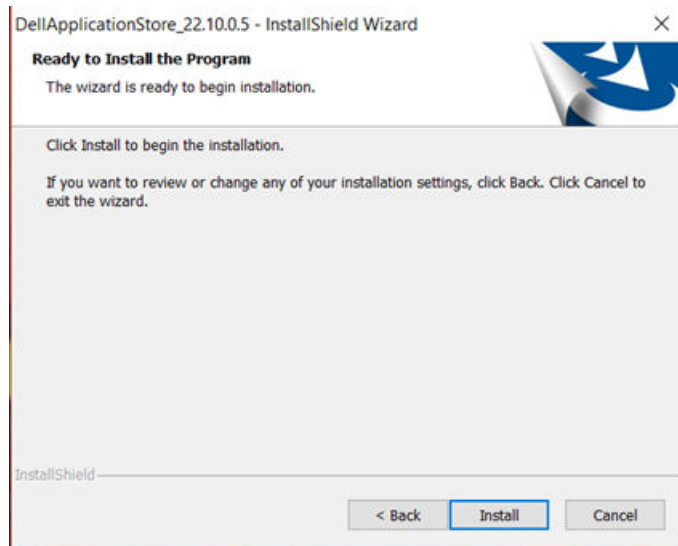 DellApplicationStore_22.10.0.5 - InstallShield Wizard
Ready to Install the Program
The wizard is ready to begin installation.
Click Install to begin the installation.
If you want to review or change any of your installation settings, click Back. Click Cancel to
exit the wizard.
InstallShield
< Back Install Cancel